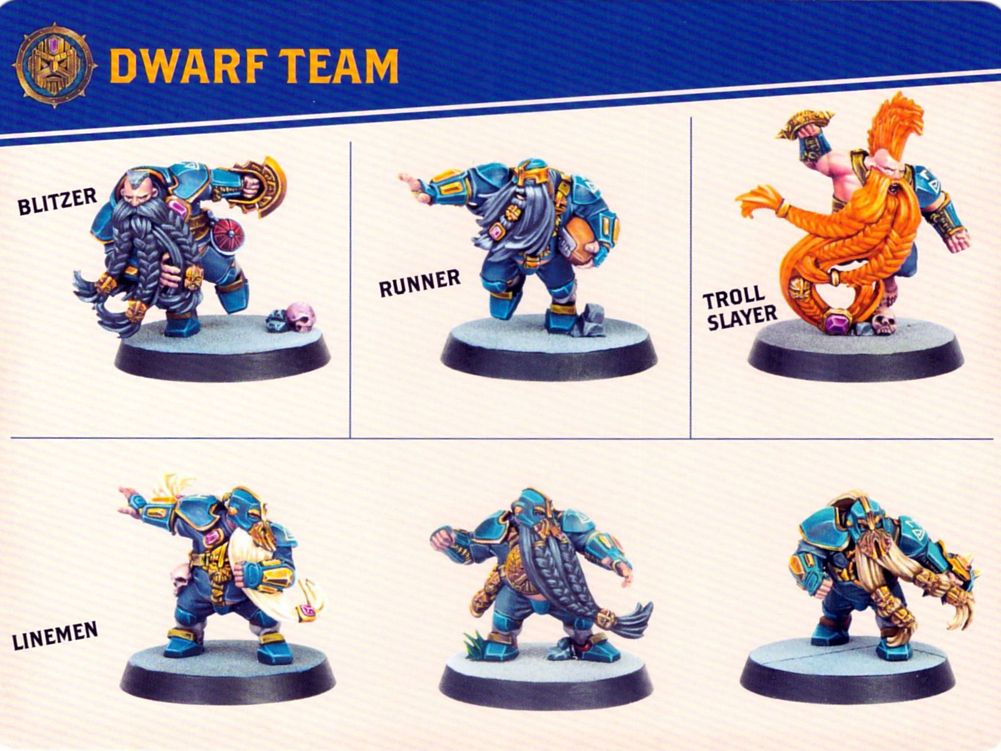 DWARF TEAM
BLITZER
RUNNER
TROLL
SLAYER
LINEMEN